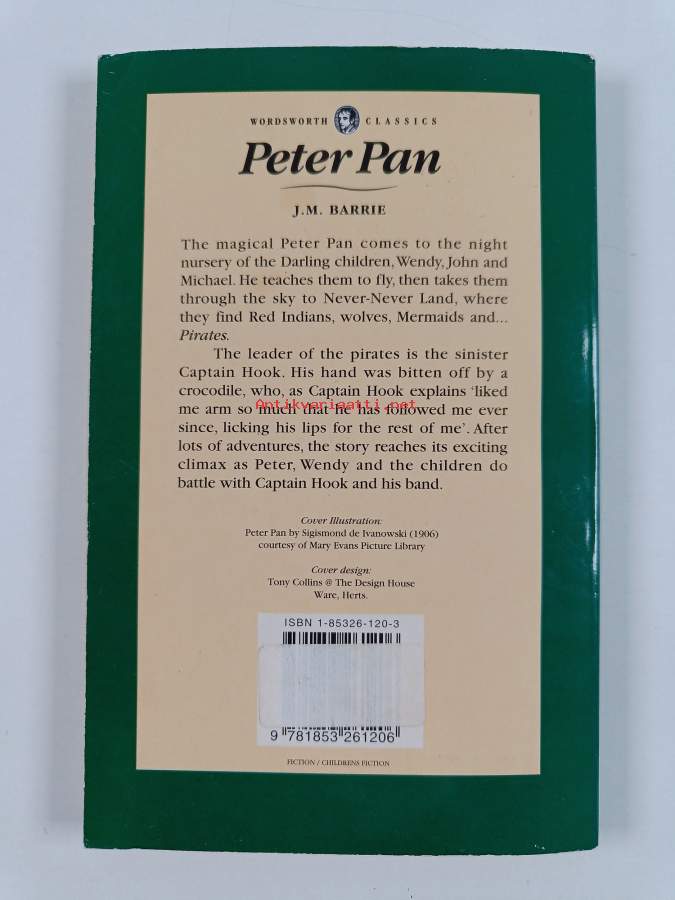 WORDSWORTH CLASSICS
Peter Pan
J.M. BARRIE
The magical Peter Pan comes to the night
nursery of the Darling children, Wendy, John and
Michael. He teaches them to fly, then takes them
through the sky to Never-Never Land, where
they find Red Indians, wolves, Mermaids and...
Pirates.
The leader of the pirates is the sinister
Captain Hook. His hand was bitten off by a
crocodile, who, as Captain Hook explains 'liked
me arm so much that he has followed me ever
Antikvariaatti.net
since, licking his lips for the rest of me'. After
lots of adventures, the story reaches its exciting
climax as Peter, Wendy and the children do
battle with Captain Hook and his band.
Cover Illustration:
Peter Pan by Sigismond de Ivanowski (1906)
courtesy of Mary Evans Picture Library
Cover design:
Tony Collins @ The Design House
Ware, Herts.
ISBN 1-85326-120-3
9 781853 261206
FICTION / CHILDRENS FICTION